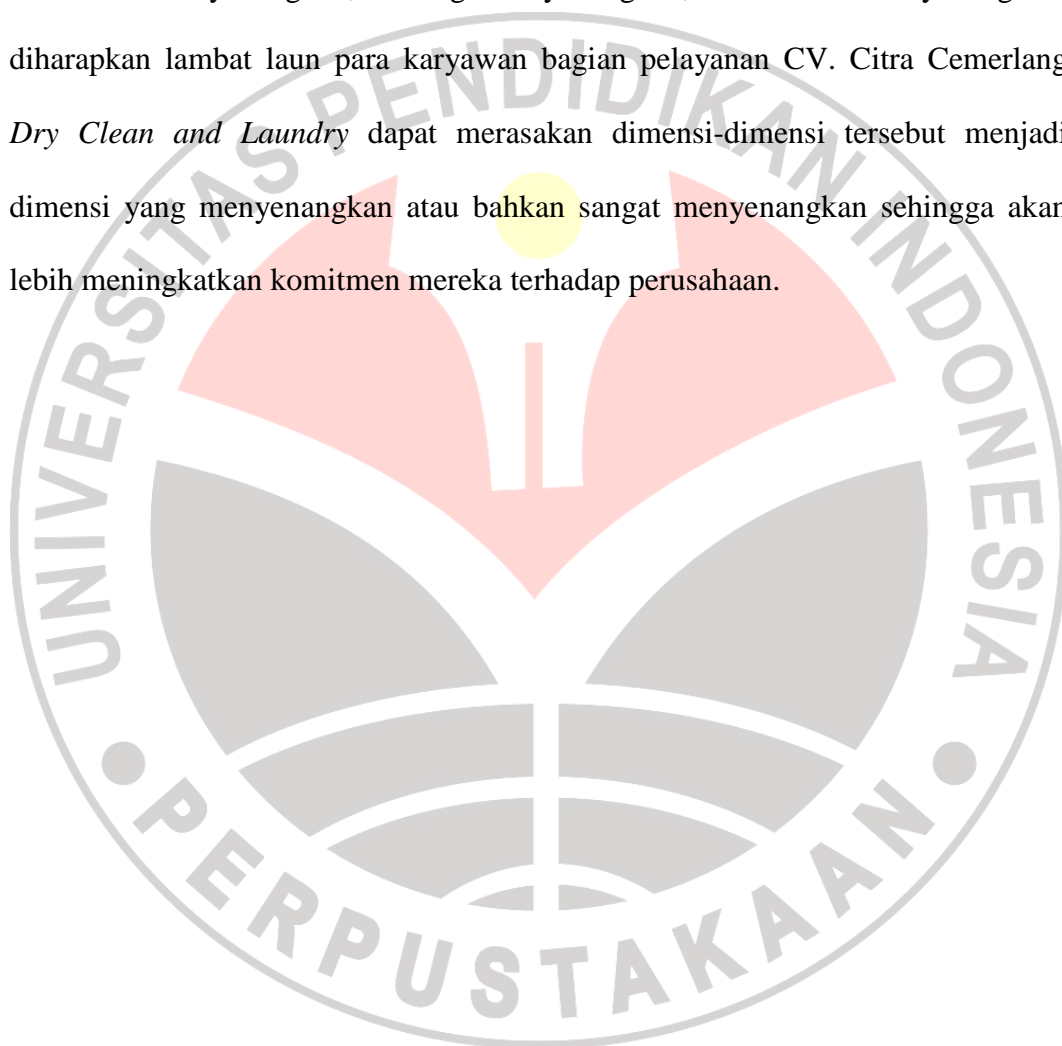 diharapkan lambat laun para karyawan bagian pelayanan CV. Citra Cemerlang
Dry Clean and Laundry dapat merasakan dimensi-dimensi tersebut menjadi
dimensi yang menyenangkan atau bahkan sangat menyenangkan sehingga akan
lebih meningkatkan komitmen mereka terhadap perusahaan.
UNIVERSITAS PENDIDIKAN INDONESIA
PERPUSTAKAAN